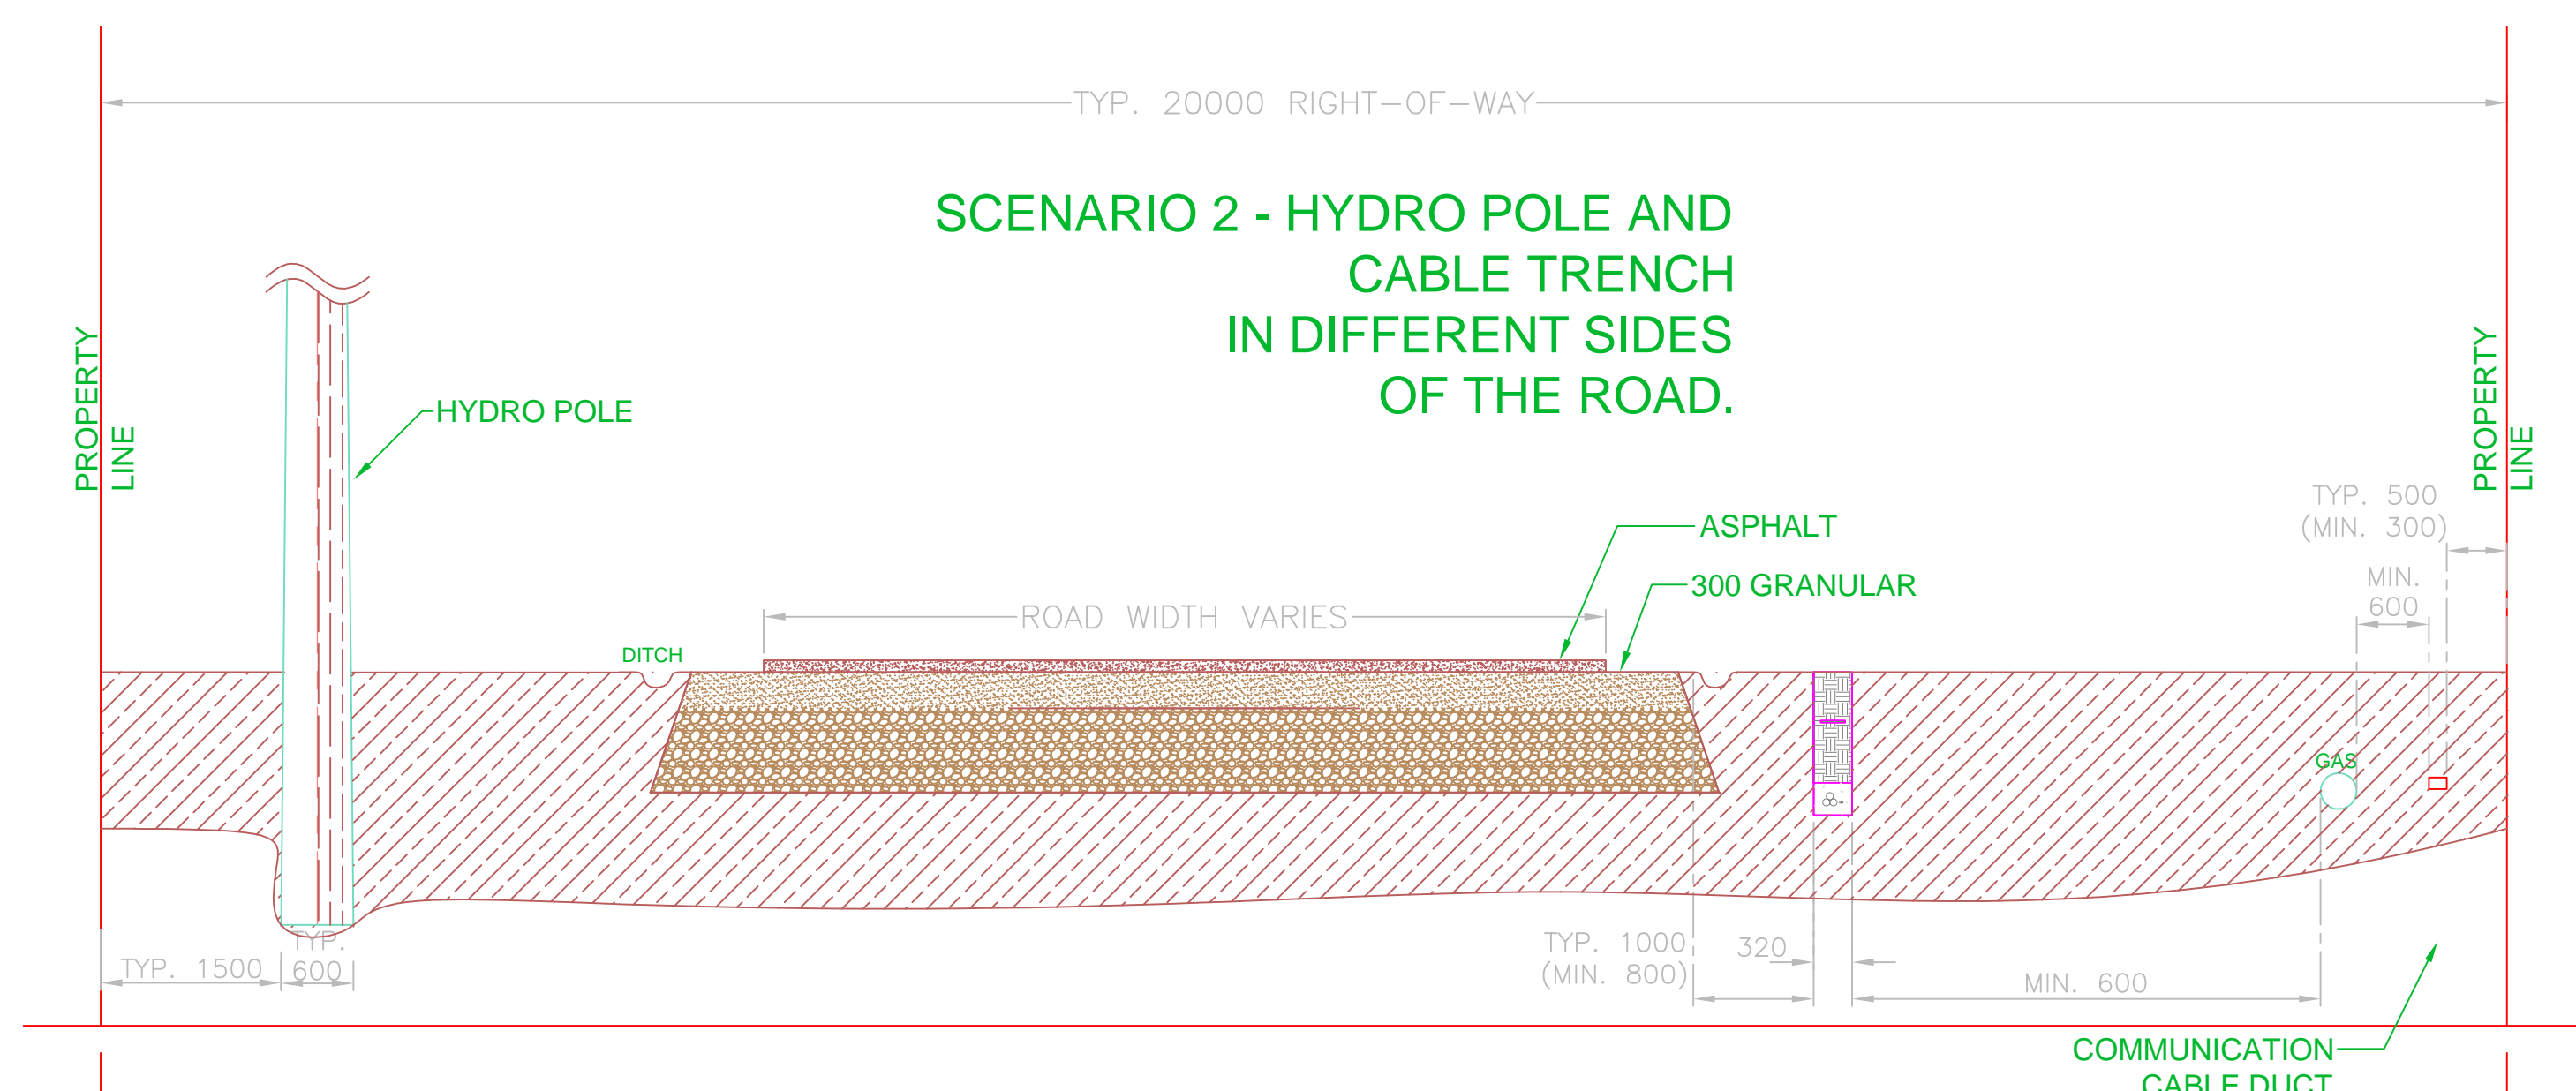 TYP. 20000 RIGHT-OF-WAY
SCENARIO 2 - HYDRO POLE AND
CABLE TRENCH
IN DIFFERENT SIDES
OF THE ROAD.
PROPERTY
LINE
HYDRO POLE
PROPERTY
LINE
TYP. 500
(MIN. 300)
ASPHALT
300 GRANULAR
MIN.
600
ROAD WIDTH VARIES
DITCH
GAS
TYP.
600
TYP. 1500
TYP. 1000
(MIN. 800)
320
MIN. 600
COMMUNICATION
CABLE DUCT